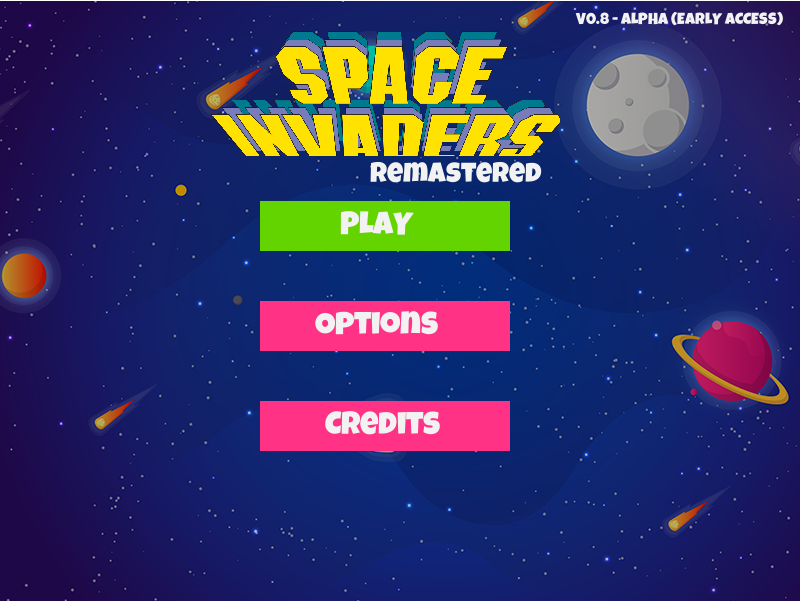 V0.8 - ALPHA (EARLY ACCESS)
SPACE
INVADERS
REMASTERED
PLAY
OPTIONS
CREDITS